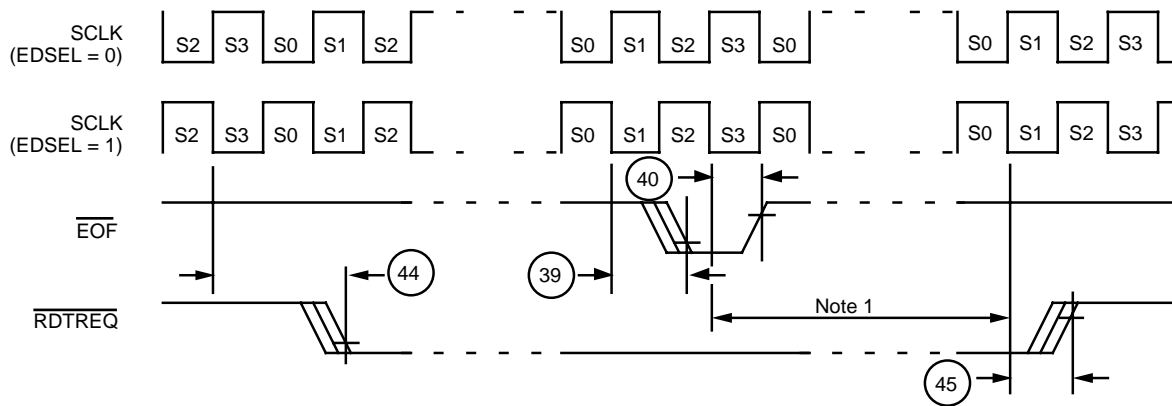 SCLK
(EDSEL = 0)
S2 S3 S0 S1 S2 S0 S1 S2 S3 S0 S0 S1 S2 S3
SCLK
(EDSEL = 1)
S2 S3 S0 S1 S2 S0 S1 S2 S3 S0 S0 S1 S2 S3
40
EOF
44
39
RDTREQ
Note 1
45